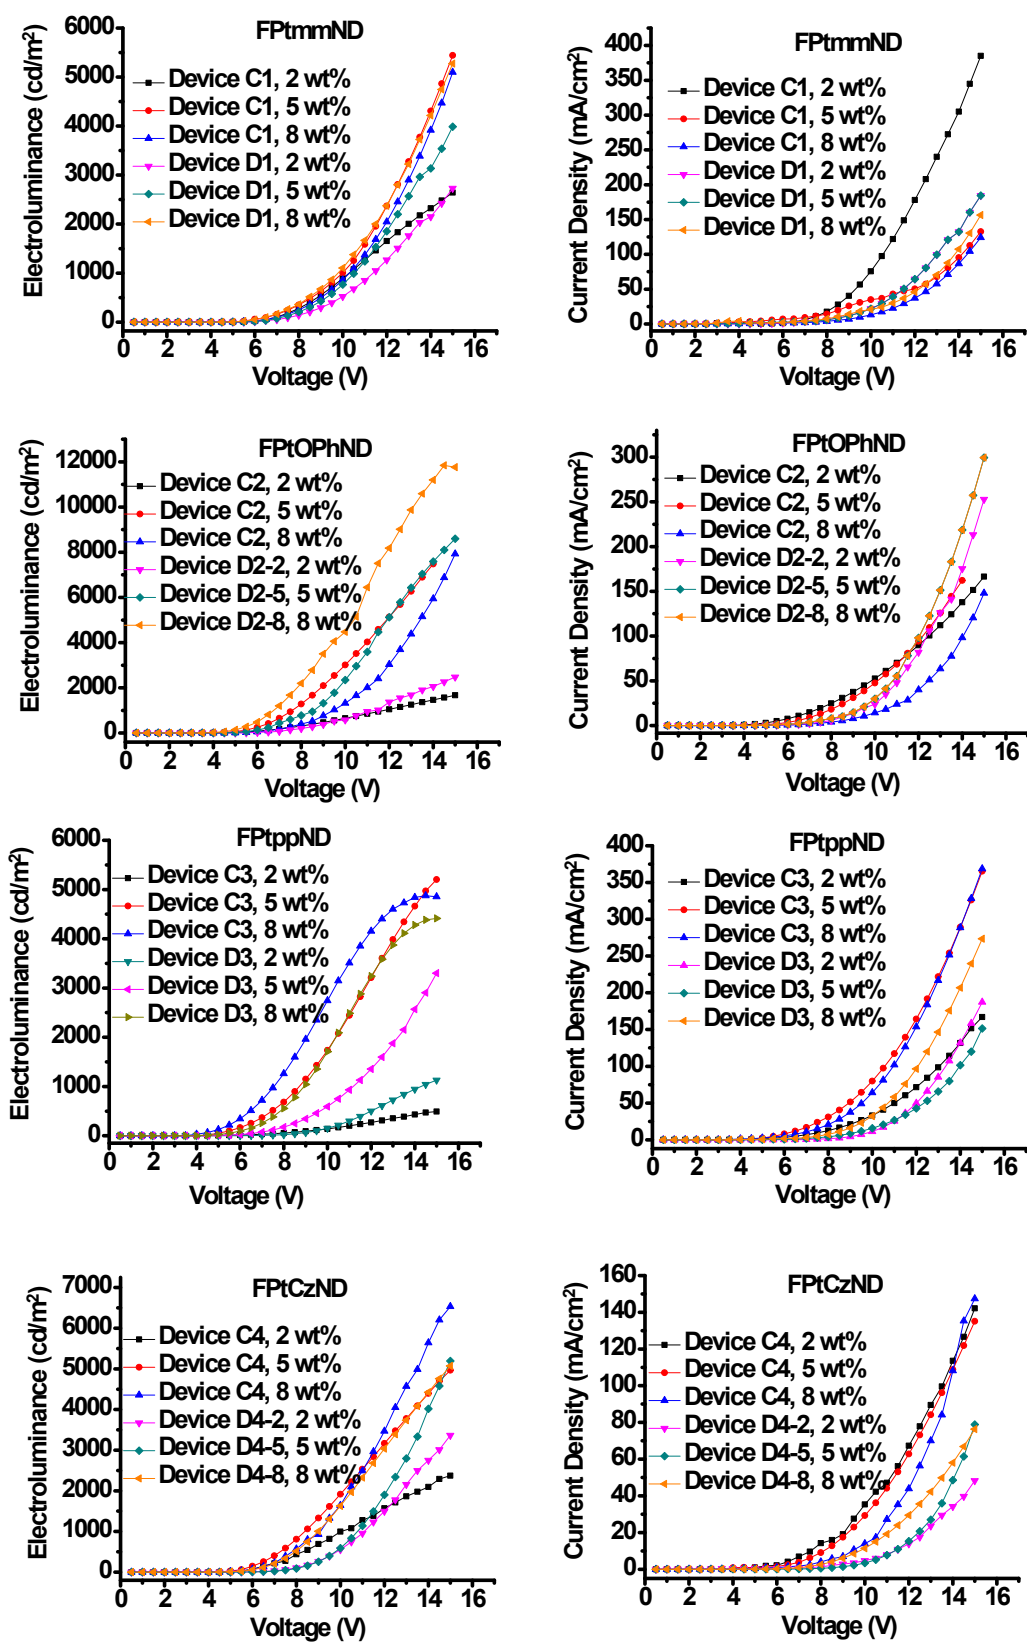 FPtmmND
Electroluminance (cd/m²)
6000
5000
4000
3000
2000
1000
0
Device C1, 2 wt%
Device C1, 5 wt%
Device C1, 8 wt%
Device D1, 2 wt%
Device D1, 5 wt%
Device D1, 8 wt%
0 2 4 6 8 10 12 14 16
Voltage (V)
FPtmmND
Current Density (mA/cm²)
400
350
300
250
200
150
100
50
0
Device C1, 2 wt%
Device C1, 5 wt%
Device C1, 8 wt%
Device D1, 2 wt%
Device D1, 5 wt%
Device D1, 8 wt%
0 2 4 6 8 10 12 14 16
Voltage (V)
FPtOPhND
Electroluminance (cd/m²)
12000
10000
8000
6000
4000
2000
0
Device C2, 2 wt%
Device C2, 5 wt%
Device C2, 8 wt%
Device D2-2, 2 wt%
Device D2-5, 5 wt%
Device D2-8, 8 wt%
0 2 4 6 8 10 12 14 16
Voltage (V)
FPtOPhND
Current Density (mA/cm²)
300
250
200
150
100
50
0
Device C2, 2 wt%
Device C2, 5 wt%
Device C2, 8 wt%
Device D2-2, 2 wt%
Device D2-5, 5 wt%
Device D2-8, 8 wt%
0 2 4 6 8 10 12 14 16
Voltage (V)
FPtppND
Electroluminance (cd/m²)
6000
5000
4000
3000
2000
1000
0
Device C3, 2 wt%
Device C3, 5 wt%
Device C3, 8 wt%
Device D3, 2 wt%
Device D3, 5 wt%
Device D3, 8 wt%
0 2 4 6 8 10 12 14 16
Voltage (V)
FPtppND
Current Density (mA/cm²)
400
350
300
250
200
150
100
50
0
Device C3, 2 wt%
Device C3, 5 wt%
Device C3, 8 wt%
Device D3, 2 wt%
Device D3, 5 wt%
Device D3, 8 wt%
0 2 4 6 8 10 12 14 16
Voltage (V)
FPtCzND
Electroluminance (cd/m²)
7000
6000
5000
4000
3000
2000
1000
0
Device C4, 2 wt%
Device C4, 5 wt%
Device C4, 8 wt%
Device D4-2, 2 wt%
Device D4-5, 5 wt%
Device D4-8, 8 wt%
0 2 4 6 8 10 12 14 16
Voltage (V)
FPtCzND
Current Density (mA/cm²)
160
140
120
100
80
60
40
20
0
Device C4, 2 wt%
Device C4, 5 wt%
Device C4, 8 wt%
Device D4-2, 2 wt%
Device D4-5, 5 wt%
Device D4-8, 8 wt%
0 2 4 6 8 10 12 14 16
Voltage (V)